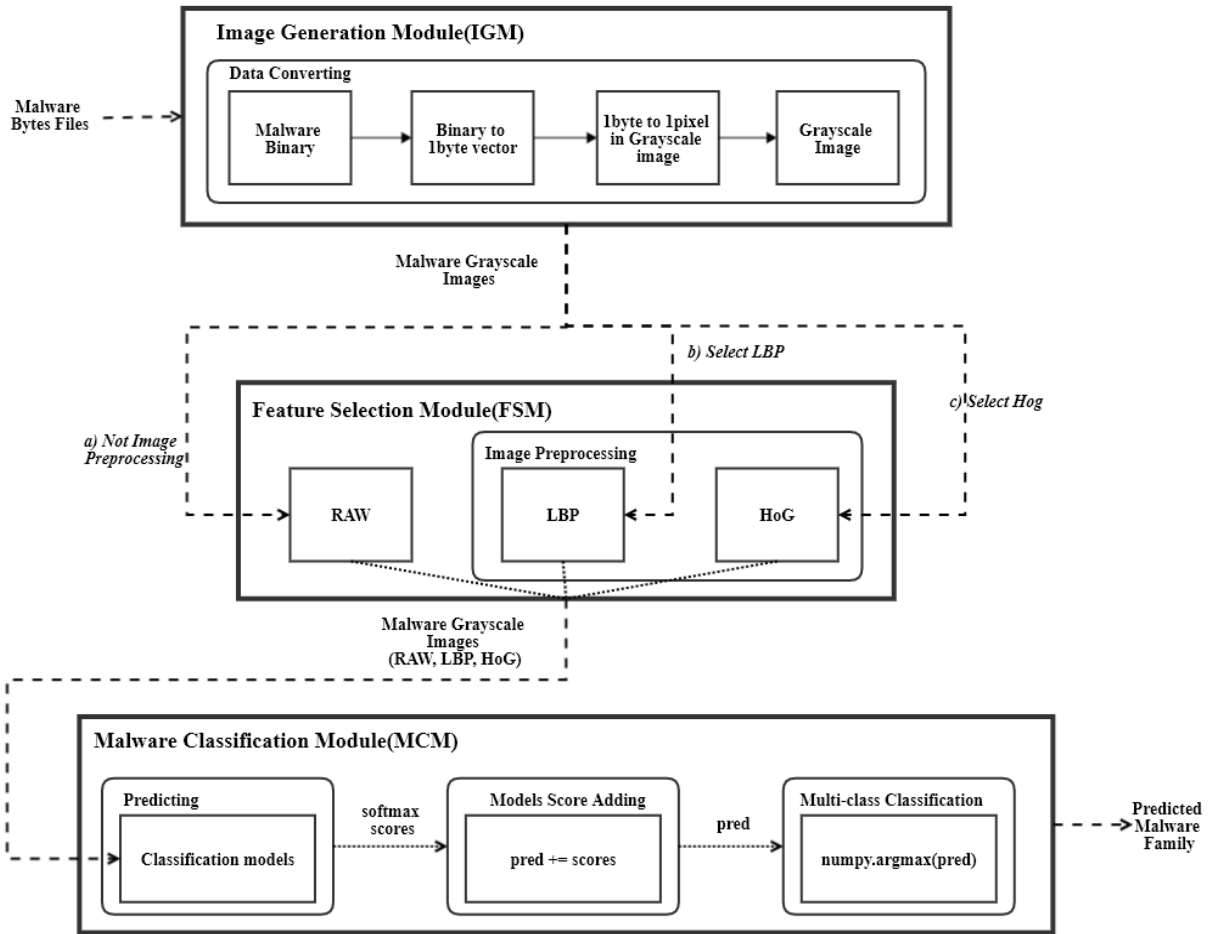 Image Generation Module(IGM)
Data Converting
Malware
Bytes Files
Malware
Binary
Binary to
1byte vector
1byte to 1pixel
in Grayscale
image
Grayscale
Image
Malware Grayscale
Images
b) Select LBP
c) Select Hog
a) Not Image
Preprocessing
Feature Selection Module(FSM)
Image Preprocessing
RAW
LBP
HoG
Malware Grayscale
Images
(RAW, LBP, HoG)
Malware Classification Module(MCM)
Predicting
Classification models
softmax
scores
Models Score Adding
pred += scores
pred
Multi-class Classification
numpy.argmax(pred)
Predicted
Malware
Family